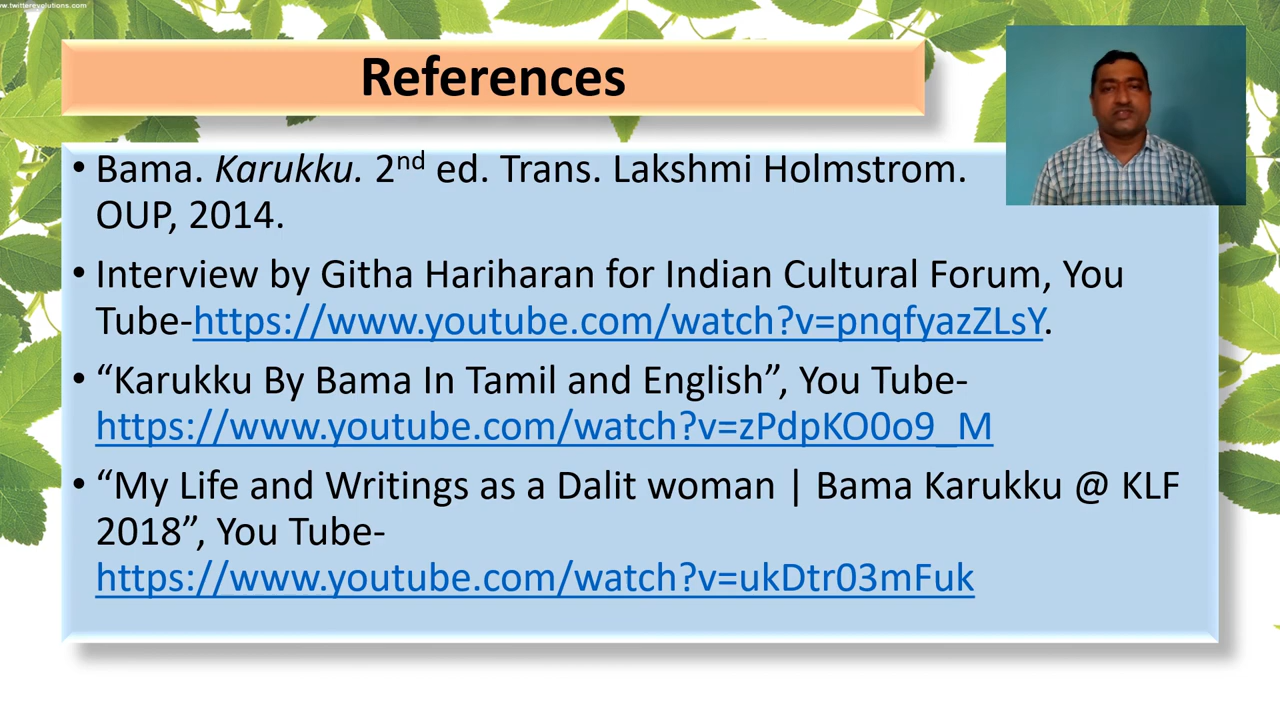 w.twitterevolutions.com
References
• Bama. Karukku. 2nd ed. Trans. Lakshmi Holmstrom.
OUP, 2014.
• Interview by Githa Hariharan for Indian Cultural Forum, You
Tube-https://www.youtube.com/watch?v=pnqfyazZLsY.
• “Karukku By Bama In Tamil and English”, You Tube-
https://www.youtube.com/watch?v=zPdpKO0o9_M
• “My Life and Writings as a Dalit woman | Bama Karukku @ KLF
2018”, You Tube-
https://www.youtube.com/watch?v=ukDtr03mFuk